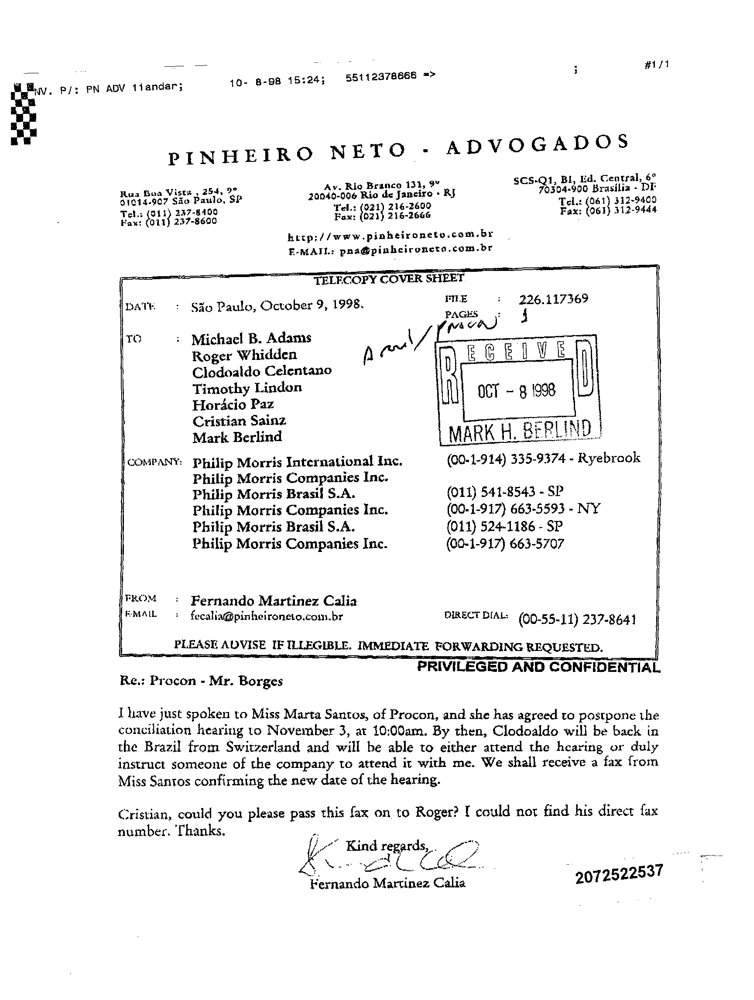 #1/1
NV. P/: PN ADV 11andar; 10- 8-98 15:24; 55112378666 => ;
PINHEIRO NETO - ADVOGADOS
Rua Boa Vista , 254, 9º
01014-907 São Paulo, SP
Tel.: (011) 237-8400
Fax: (011) 237-8600
Av. Rio Branco 131, 9º
20040-006 Rio de Janeiro - RJ
Tel.: (021) 216-2600
Fax: (021) 216-2666
SCS-Q1, Bl, Ed. Central, 6º
70304-900 Brasília - DF
Tel.: (061) 312-9400
Fax: (061) 312-9444
http://www.pinheironeto.com.br
E-MAIL: pna@pinheironeto.com.br
TELECOPY COVER SHEET
DATE : São Paulo, October 9, 1998.
FILE : 226.117369
PAGES : 1
TO : Michael B. Adams
Roger Whidden
Clodoaldo Celentano
Timothy Lindon
Horácio Paz
Cristian Sainz
Mark Berlind
RECEIVED
OCT - 8 1998
MARK H. BERLIND
COMPANY: Philip Morris International Inc. (00-1-914) 335-9374 - Ryebrook
Philip Morris Companies Inc.
Philip Morris Brasil S.A. (011) 541-8543 - SP
Philip Morris Companies Inc. (00-1-917) 663-5593 - NY
Philip Morris Brasil S.A. (011) 524-1186 - SP
Philip Morris Companies Inc. (00-1-917) 663-5707
FROM : Fernando Martinez Calia
E-MAIL : fecalia@pinheironeto.com.br DIRECT DIAL: (00-55-11) 237-8641
PLEASE ADVISE IF ILLEGIBLE. IMMEDIATE FORWARDING REQUESTED.
PRIVILEGED AND CONFIDENTIAL
Re.: Procon - Mr. Borges
I have just spoken to Miss Marta Santos, of Procon, and she has agreed to postpone the
conciliation hearing to November 3, at 10:00am. By then, Clodoaldo will be back in
the Brazil from Switzerland and will be able to either attend the hearing or duly
instruct someone of the company to attend it with me. We shall receive a fax from
Miss Santos confirming the new date of the hearing.
Cristian, could you please pass this fax on to Roger? I could not find his direct fax
number. Thanks.
Kind regards,
Fernando Martinez Calia
2072522537